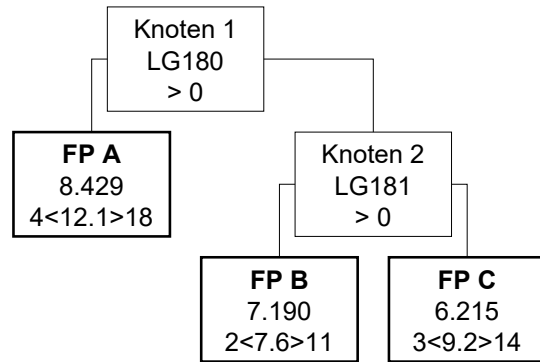 Knoten 1
LG180
> 0
FP A
8.429
4<12.1>18
Knoten 2
LG181
> 0
FP B
7.190
2<7.6>11
FP C
6.215
3<9.2>14